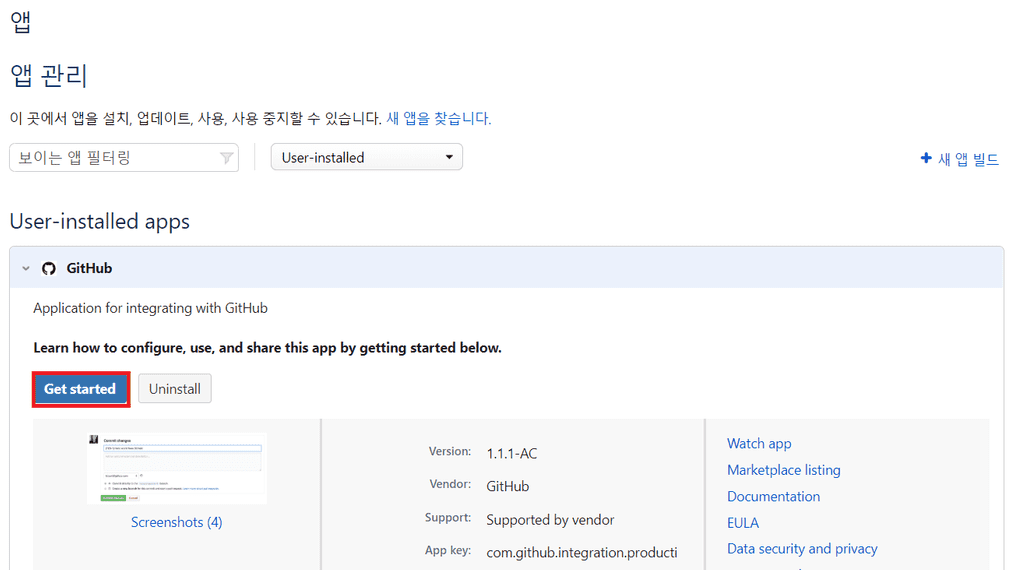 앱
앱 관리
이 곳에서 앱을 설치, 업데이트, 사용, 사용 중지할 수 있습니다. 새 앱을 찾습니다.
보이는 앱 필터링
User-installed
+ 새 앱 빌드
User-installed apps
GitHub
Application for integrating with GitHub
Learn how to configure, use, and share this app by getting started below.
Get started
Uninstall
Screenshots (4)
Version: 1.1.1-AC
Vendor: GitHub
Support: Supported by vendor
App key: com.github.integration.producti
Watch app
Marketplace listing
Documentation
EULA
Data security and privacy